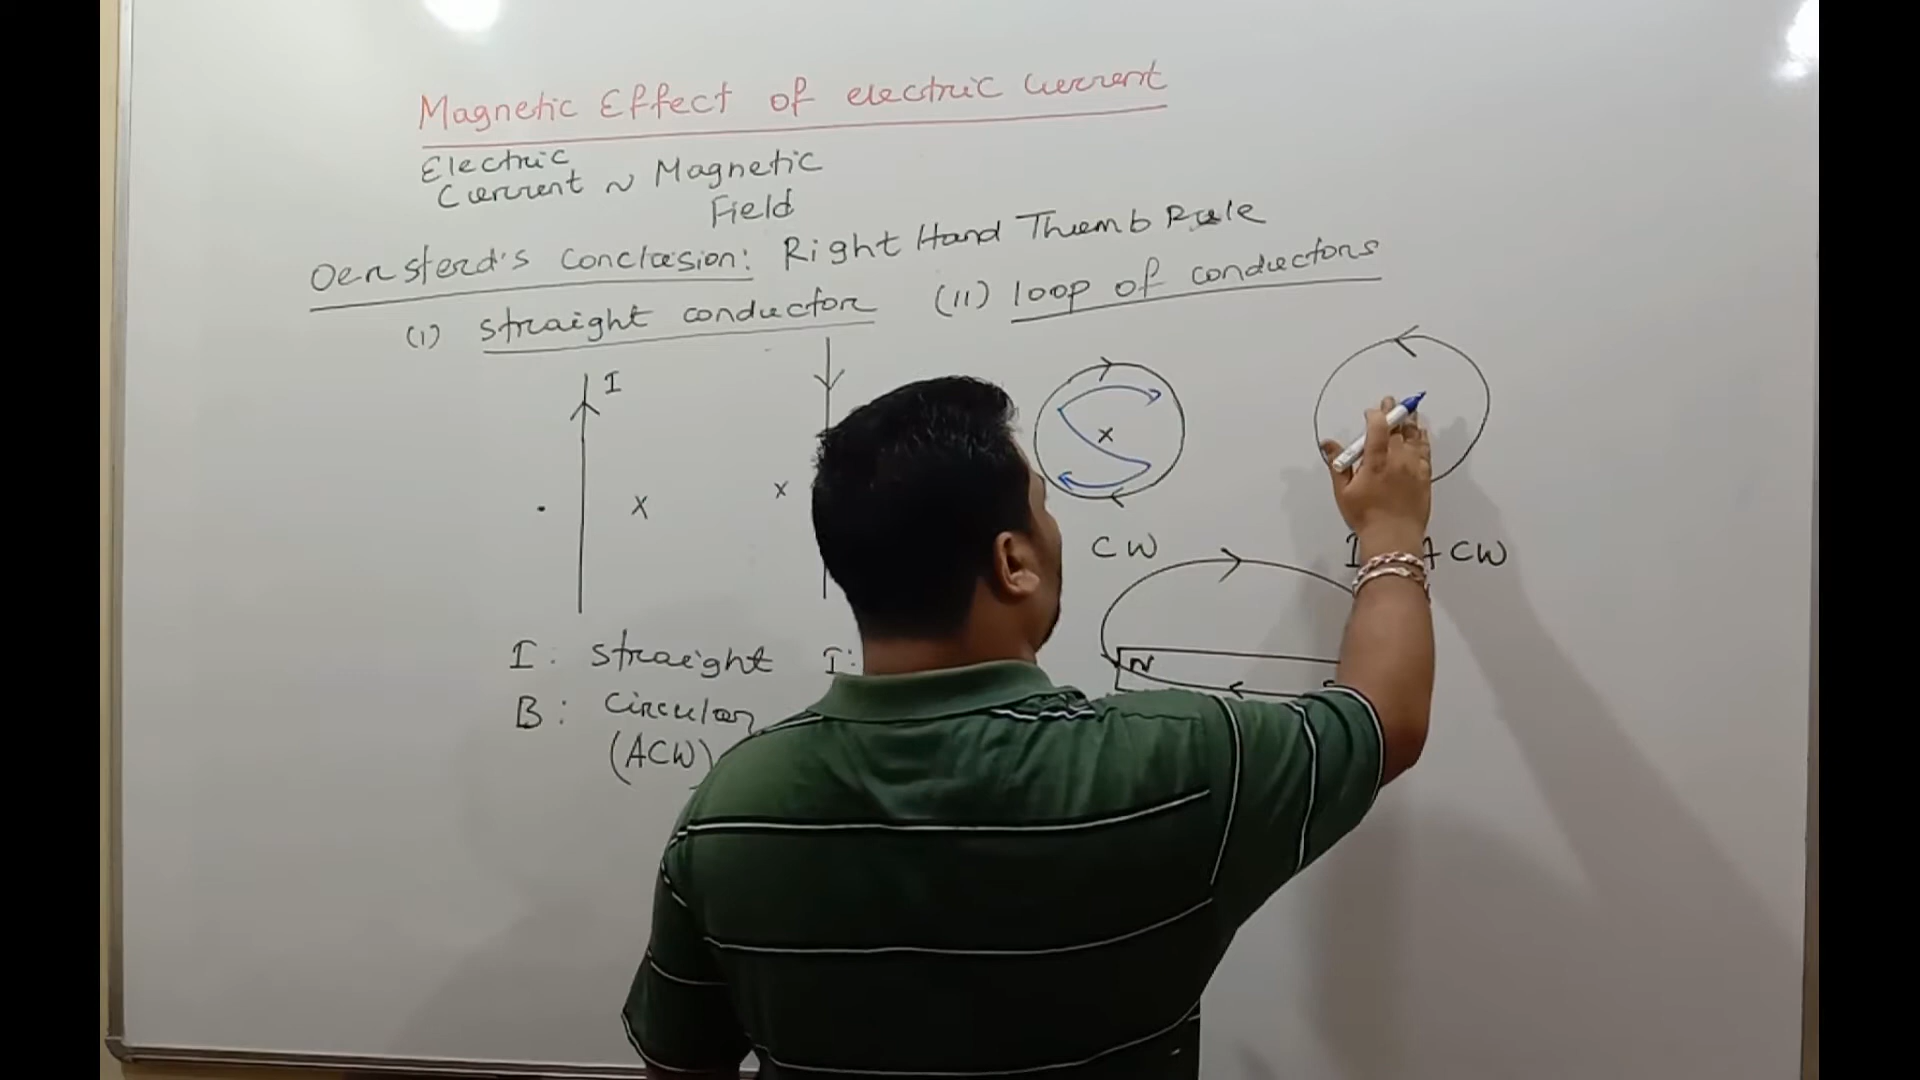 Magnetic Effect of electric Current
Electric
Current ~ Magnetic
Field
Oersterd's Conclusion: Right Hand Thumb Rule
(i) straight conductor (ii) loop of conductors
I
x
x
x
CW
I ACW
N
I: straight I:
B: Circular
(ACW)